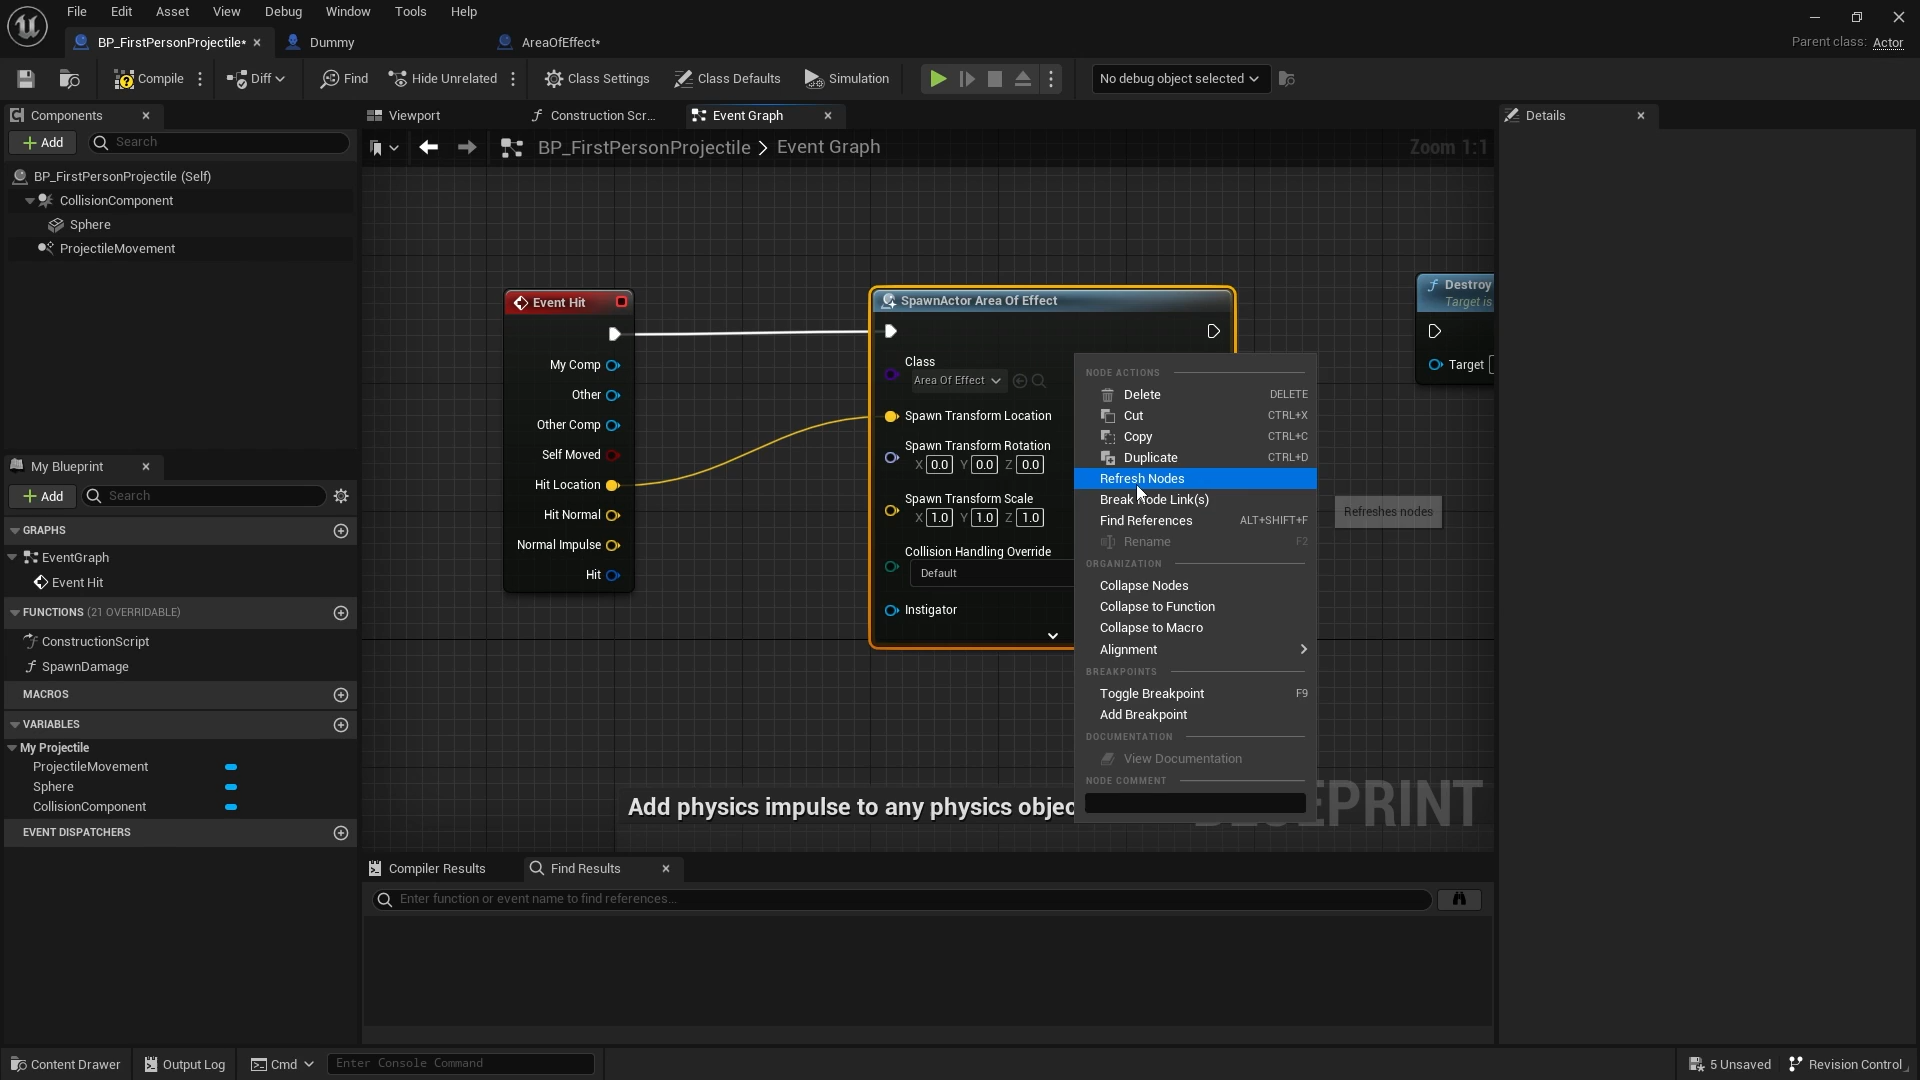 File Edit Asset View Debug Window Tools Help
BP_FirstPersonProjectile* Dummy AreaOfEffect*
Parent class: Actor
Compile Diff Find Hide Unrelated Class Settings Class Defaults Simulation No debug object selected
Components
Add Search
BP_FirstPersonProjectile (Self)
CollisionComponent
Sphere
ProjectileMovement
My Blueprint
Add Search
GRAPHS
EventGraph
Event Hit
FUNCTIONS (21 OVERRIDABLE)
ConstructionScript
SpawnDamage
MACROS
VARIABLES
My Projectile
ProjectileMovement
Sphere
CollisionComponent
EVENT DISPATCHERS
Viewport Construction Scr... Event Graph
BP_FirstPersonProjectile > Event Graph
Zoom 1:1
Event Hit
My Comp
Other
Other Comp
Self Moved
Hit Location
Hit Normal
Normal Impulse
Hit
SpawnActor Area Of Effect
Class
Area Of Effect
Spawn Transform Location
Spawn Transform Rotation
X 0.0 Y 0.0 Z 0.0
Spawn Transform Scale
X 1.0 Y 1.0 Z 1.0
Collision Handling Override
Default
Instigator
Destroy
Target is
Target
NODE ACTIONS
Delete DELETE
Cut CTRL+X
Copy CTRL+C
Duplicate CTRL+D
Refresh Nodes
Break Node Link(s)
Find References ALT+SHIFT+F
Rename F2
ORGANIZATION
Collapse Nodes
Collapse to Function
Collapse to Macro
Alignment
BREAKPOINTS
Toggle Breakpoint F9
Add Breakpoint
DOCUMENTATION
View Documentation
NODE COMMENT
Refreshes nodes
Add physics impulse to any physics objec
EPRINT
Compiler Results Find Results
Enter function or event name to find references...
Details
Content Drawer Output Log Cmd Enter Console Command
5 Unsaved Revision Control